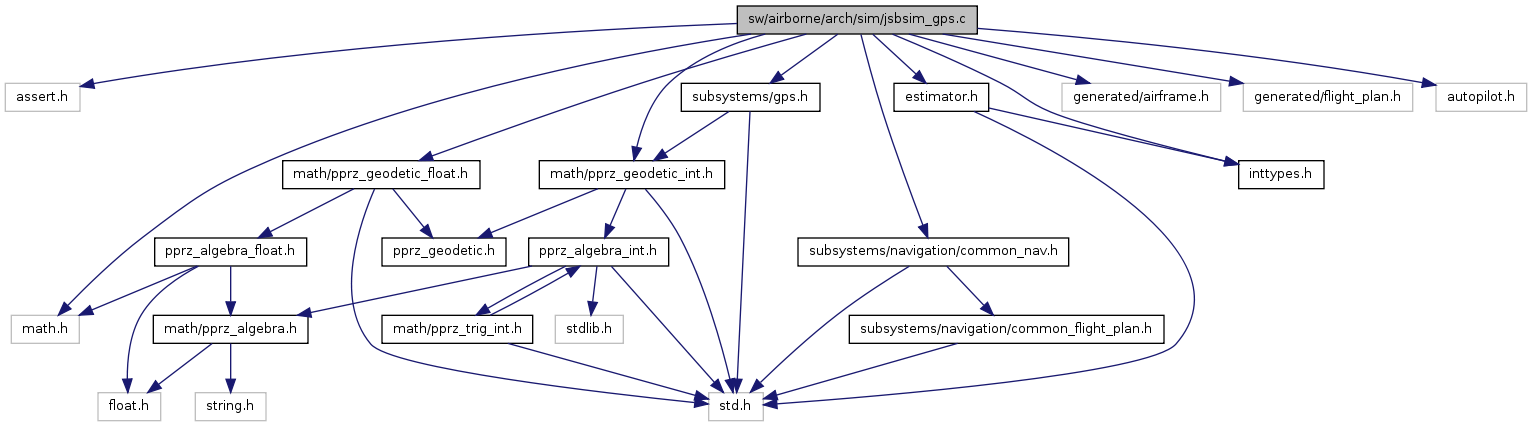 sw/airborne/arch/sim/jsbsim_gps.c
assert.h
subsystems/gps.h
estimator.h
generated/airframe.h
generated/flight_plan.h
autopilot.h
math/pprz_geodetic_float.h
math/pprz_geodetic_int.h
inttypes.h
pprz_algebra_float.h
pprz_geodetic.h
pprz_algebra_int.h
subsystems/navigation/common_nav.h
math.h
math/pprz_algebra.h
math/pprz_trig_int.h
stdlib.h
subsystems/navigation/common_flight_plan.h
float.h
string.h
std.h